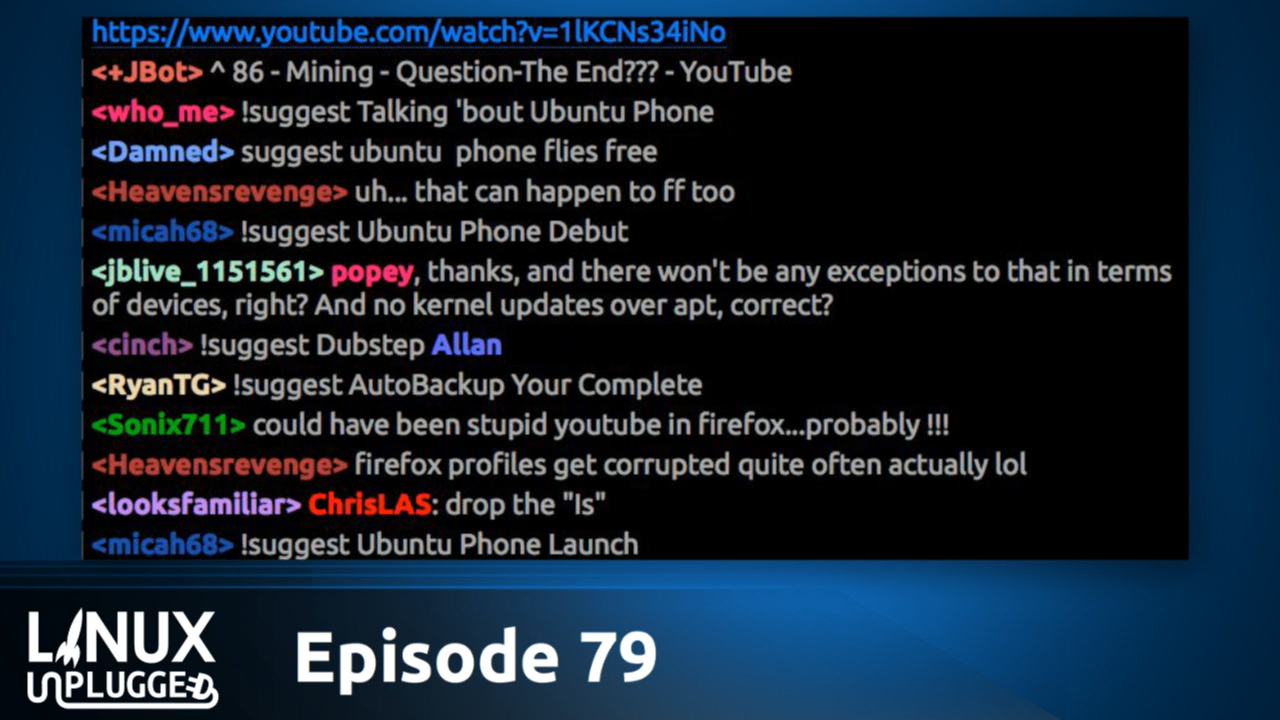 https://www.youtube.com/watch?v=1lKCNs34iNo
<+JBot> ^ 86 - Mining - Question-The End??? - YouTube
<who_me> !suggest Talking 'bout Ubuntu Phone
<Damned> suggest ubuntu  phone flies free
<Heavensrevenge> uh... that can happen to ff too
<micah68> !suggest Ubuntu Phone Debut
<jblive_1151561> popey, thanks, and there won't be any exceptions to that in terms
of devices, right? And no kernel updates over apt, correct?
<cinch> !suggest Dubstep Allan
<RyanTG> !suggest AutoBackup Your Complete
<Sonix711> could have been stupid youtube in firefox...probably !!!
<Heavensrevenge> firefox profiles get corrupted quite often actually lol
<looksfamiliar> ChrisLAS: drop the "Is"
<micah68> !suggest Ubuntu Phone Launch
LINUX
UNPLUGGED
Episode 79